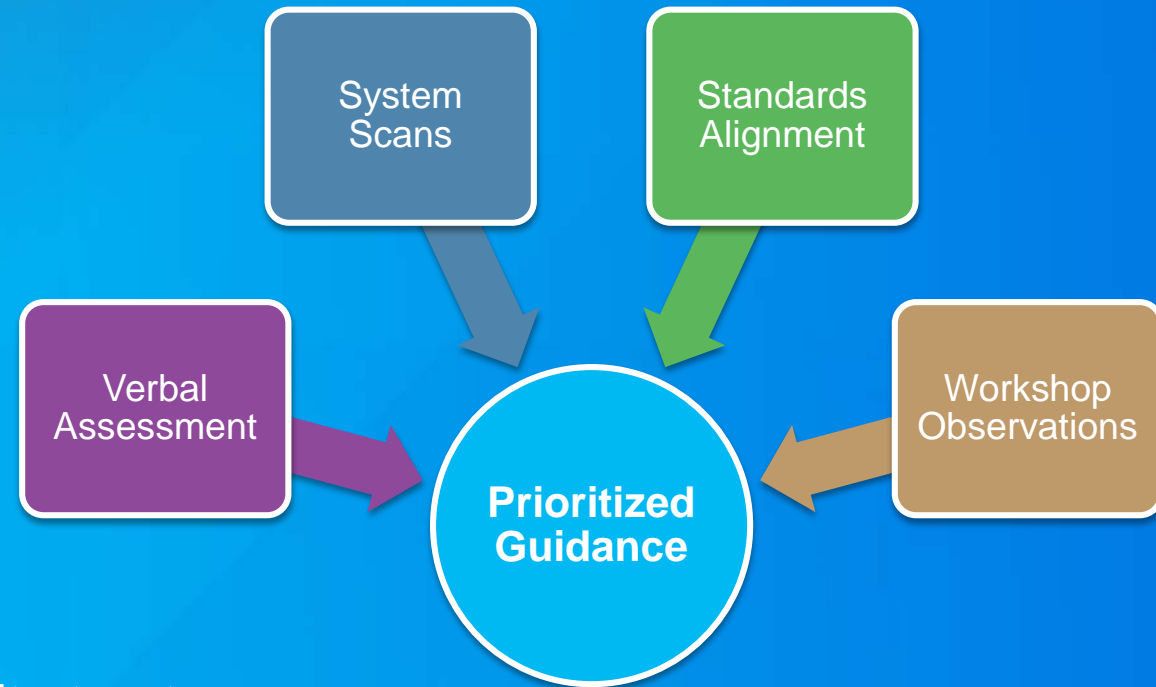 System
Scans
Standards
Alignment
Verbal
Assessment
Workshop
Observations
Prioritized
Guidance